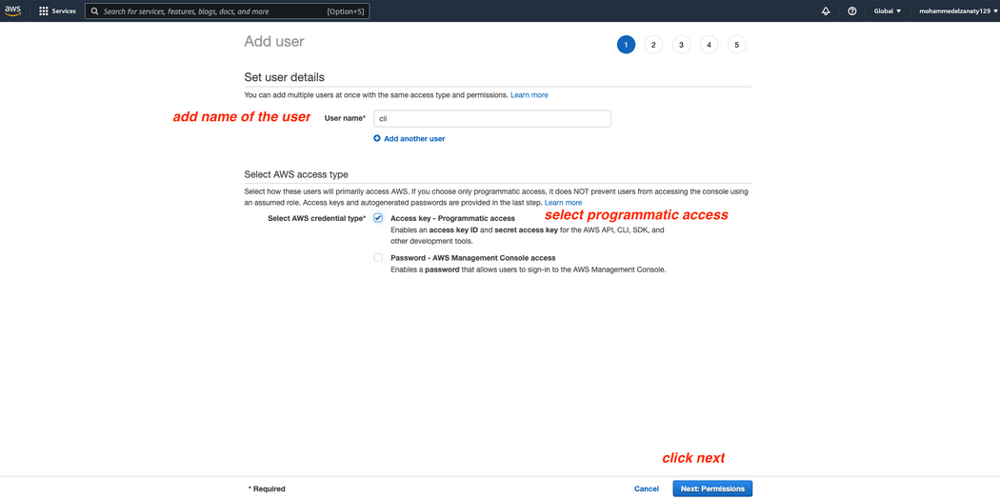 aws Services Search for services, features, blogs, docs, and more [Option+S] Global ▼ mohammedelzanaty129 ▼
Add user 1 2 3 4 5
Set user details
You can add multiple users at once with the same access type and permissions. Learn more
add name of the user User name* cli
Add another user
Select AWS access type
Select how these users will primarily access AWS. If you choose only programmatic access, it does NOT prevent users from accessing the console using
an assumed role. Access keys and autogenerated passwords are provided in the last step. Learn more
select programmatic access
Select AWS credential type* Access key - Programmatic access
Enables an access key ID and secret access key for the AWS API, CLI, SDK, and
other development tools.
Password - AWS Management Console access
Enables a password that allows users to sign-in to the AWS Management Console.
click next
* Required Cancel Next: Permissions